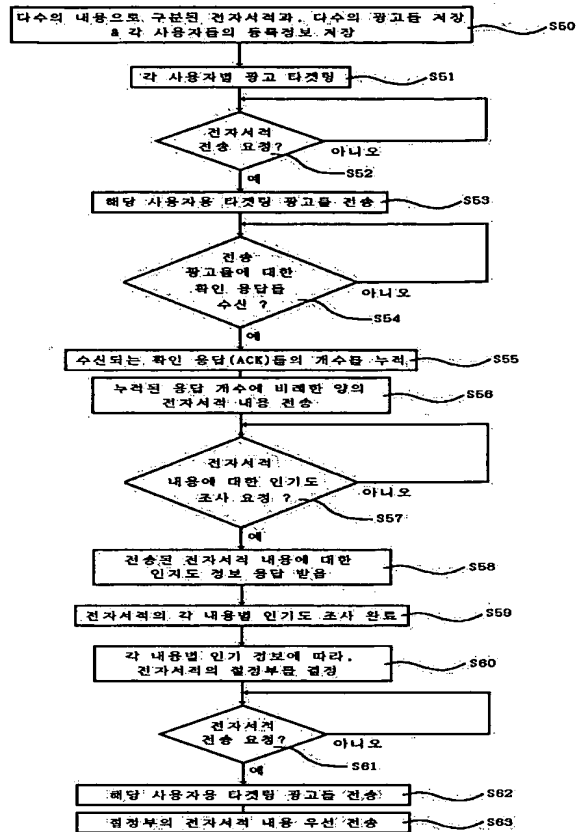 다수의 내용으로 구분된 전자서적과, 다수의 광고를 저장
& 각 사용자들의 등록정보 저장
S50
각 사용자별 광고 타겟팅
S51
전자서적
전송 요청?
아니오
S52
예
해당 사용자용 타겟팅 광고를 전송
S53
전송
광고들에 대한
확인 응답을
수신 ?
아니오
S54
예
수신되는 확인 응답(ACK)들의 개수를 누적
S55
누적된 응답 개수에 비례한 양의
전자서적 내용 전송
S56
전자서적
내용에 대한 인기도
조사 요청 ?
아니오
S57
예
전송된 전자서적 내용에 대한
인지도 정보 응답 받음
S58
전자서적의 각 내용별 인기도 조사 완료
S59
각 내용별 인기 정보에 따라,
전자서적의 절정부를 결정
S60
전자서적
전송 요청?
아니오
S61
예
해당 사용자용 타겟팅 광고를 전송
S62
절정부의 전자서적 내용 우선 전송
S63